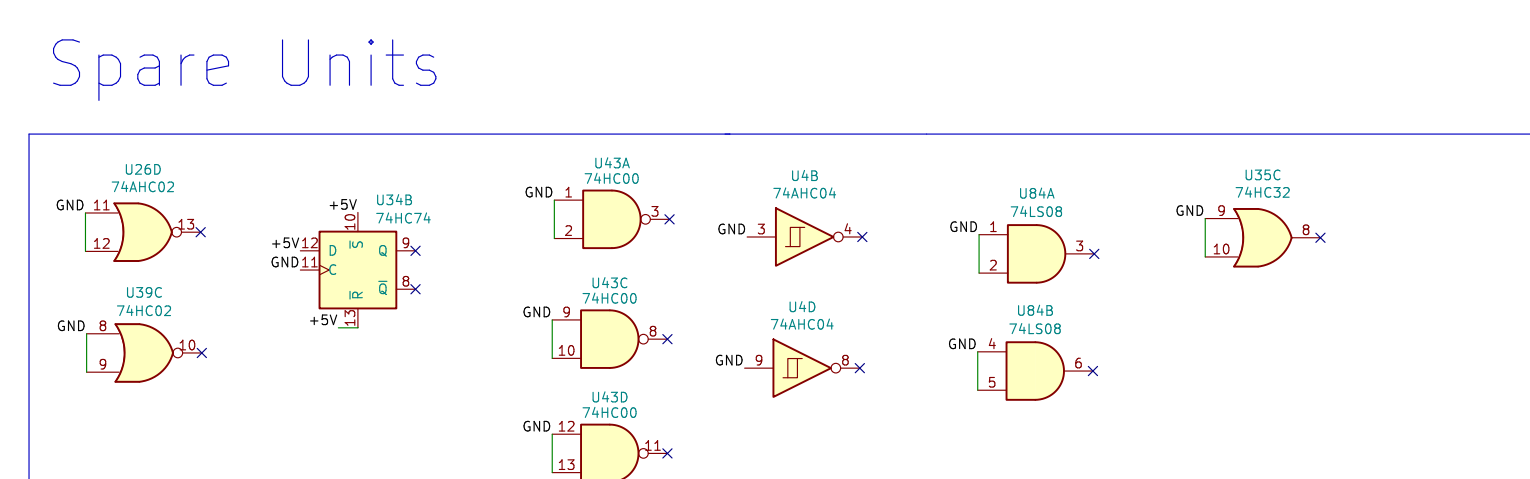 Spare Units
U26D
74AHC02
GND 11
12
13
U34B
74HC74
+5V
10
+5V 12
GND 11
D
C
S
R
Q
Q
9
8
+5V
13
U39C
74HC02
GND 8
9
10
U43A
74HC00
GND 1
2
3
U43C
74HC00
GND 9
10
8
U43D
74HC00
GND 12
13
11
U4B
74AHC04
GND 3
4
U4D
74AHC04
GND 9
8
U84A
74LS08
GND 1
2
3
U84B
74LS08
GND 4
5
6
U35C
74HC32
GND 9
10
8